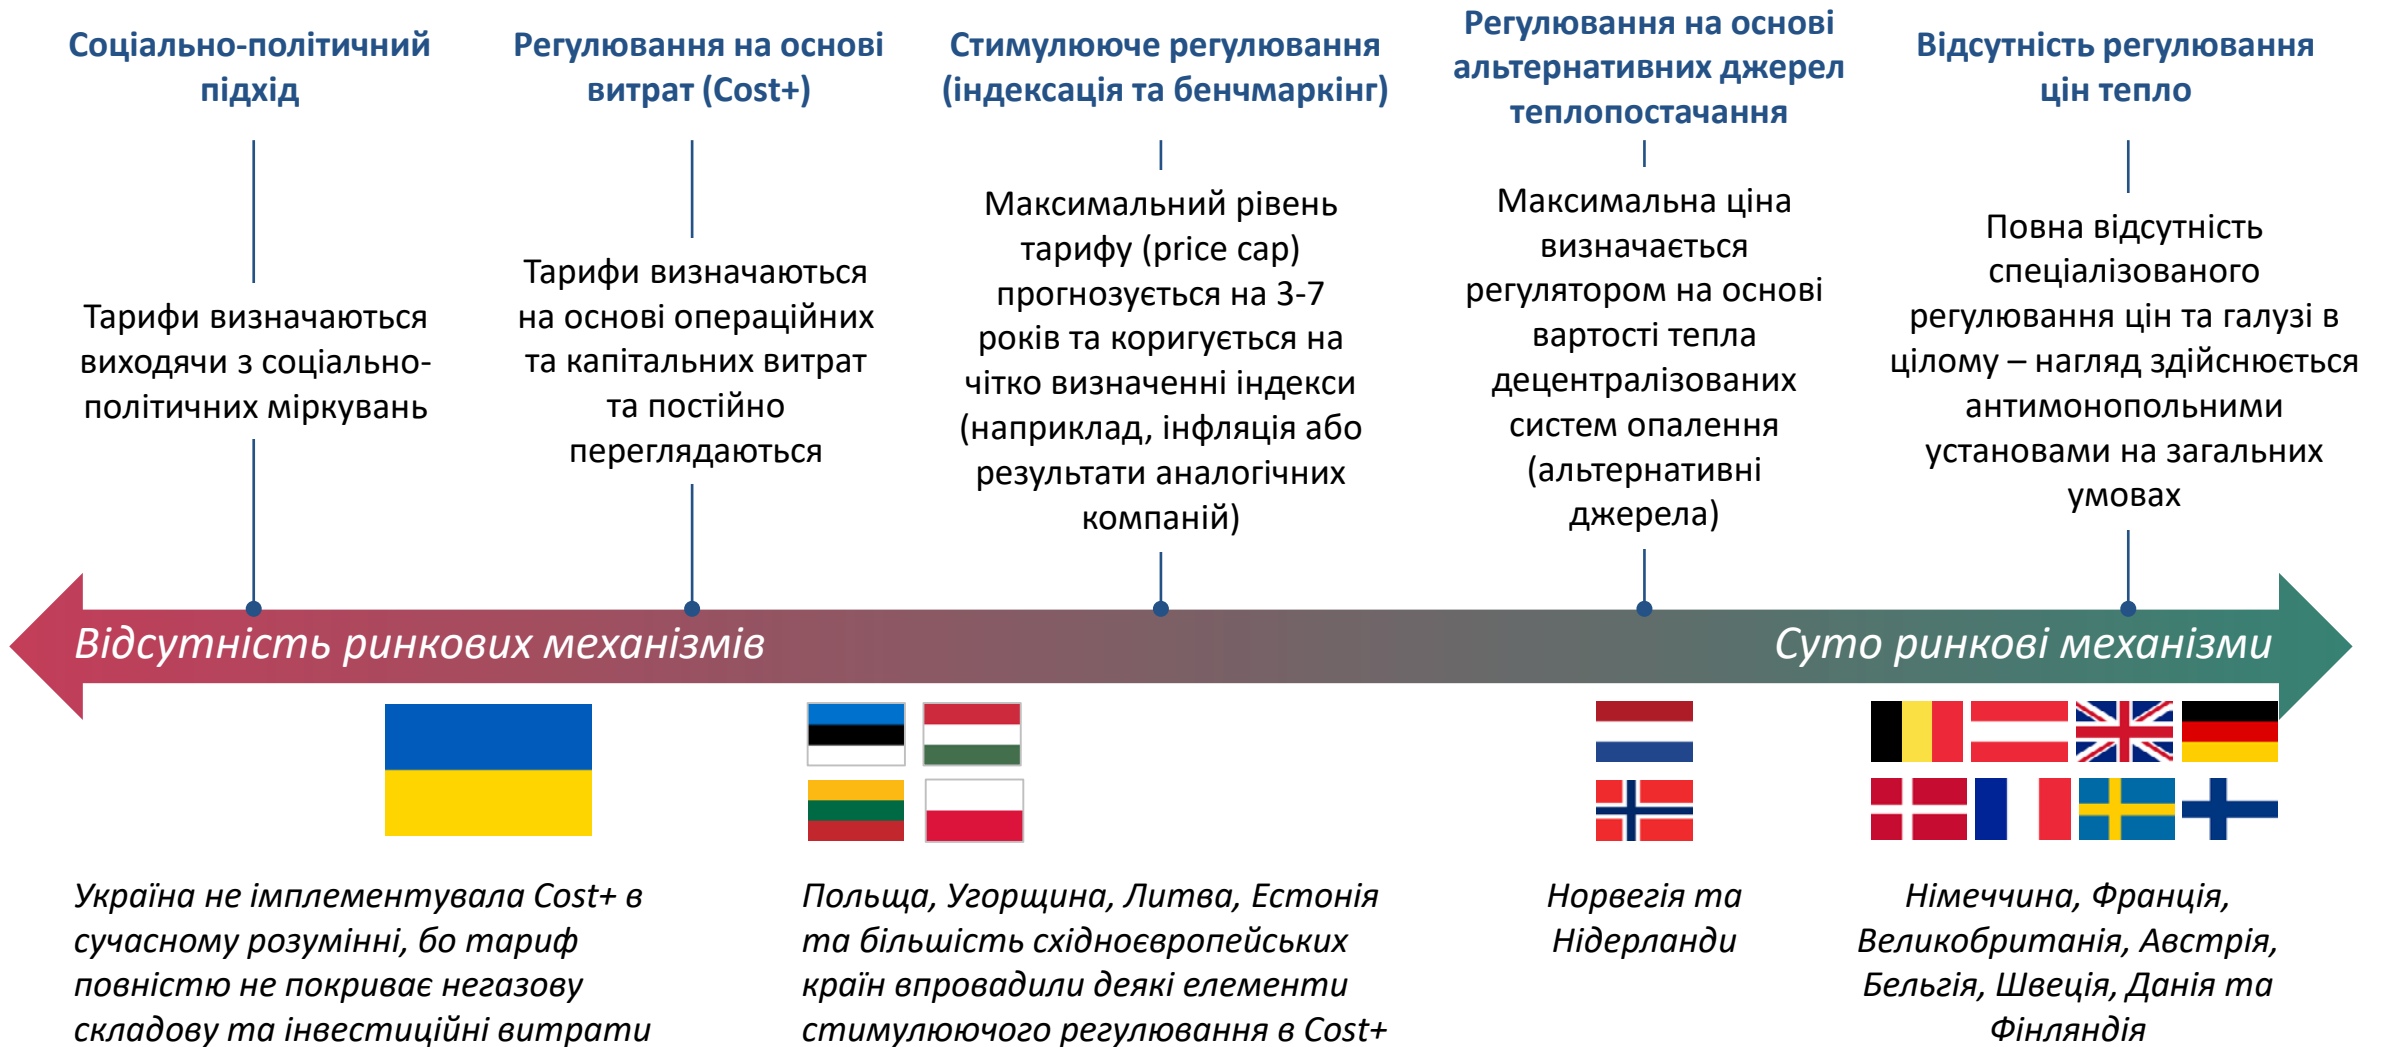 Соціально-політичний
підхід
Тарифи визначаються
виходячи з соціально-
політичних міркувань
Регулювання на основі
витрат (Cost+)
Тарифи визначаються
на основі операційних
та капітальних витрат
та постійно
переглядаються
Стимулююче регулювання
(індексація та бенчмаркінг)
Максимальний рівень
тарифу (price cap)
прогнозується на 3-7
років та коригується на
чітко визначенні індекси
(наприклад, інфляція або
результати аналогічних
компаній)
Регулювання на основі
альтернативних джерел
теплопостачання
Максимальна ціна
визначається
регулятором на основі
вартості тепла
децентралізованих
систем опалення
(альтернативні
джерела)
Відсутність регулювання
цін тепло
Повна відсутність
спеціалізованого
регулювання цін та галузі в
цілому – нагляд здійснюється
антимонопольними
установами на загальних
умовах
Відсутність ринкових механізмів
Суто ринкові механізми
Україна не імплементувала Cost+ в
сучасному розумінні, бо тариф
повністю не покриває негазову
складову та інвестиційні витрати
Польща, Угорщина, Литва, Естонія
та більшість східноєвропейських
країн впровадили деякі елементи
стимулюючого регулювання в Cost+
Норвегія та
Нідерланди
Німеччина, Франція,
Великобританія, Австрія,
Бельгія, Швеція, Данія та
Фінляндія